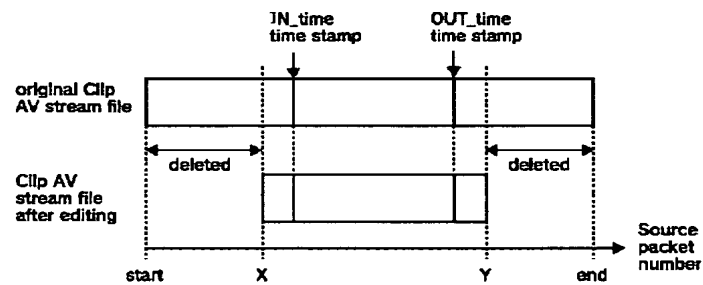 IN_time
time stamp
OUT_time
time stamp
original Clip
AV stream file
deleted
deleted
Clip AV
stream file
after editing
Source
packet
number
start
X
Y
end